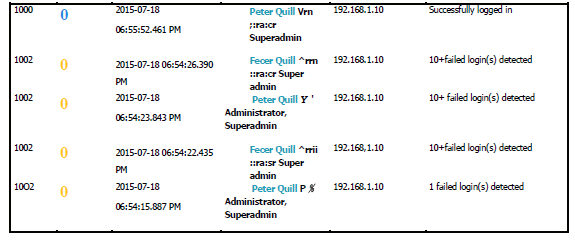 1000 0 2015-07-18 Peter Quill Vrn 192.168.1.10 Successfully logged in
06:55:52.461 PM ;:ra:cr
Superadmin
1002 0 2015-07-18 06:54:26.390 Fecer Quill ^rrn 192.168.1.10 10+failed login(s) detected
PM ::ra:cr Super
admin
1002 0 2015-07-18 Peter Quill Y ' 192.168.1.10 10+ failed login(s) detected
06:54:23.843 PM Administrator,
Superadmin
1002 0 2015-07-18 06:54:22.435 Fecer Quill ^rrii 192.168,1.10 10+failed login(s) detected
PM ::ra:sr Super
admin
10O2 0 2015-07-18 Peter Quill P $ 192.168.1.10 1 failed login(s) detected
06:54:15.887 PM Administrator,
Superadmin